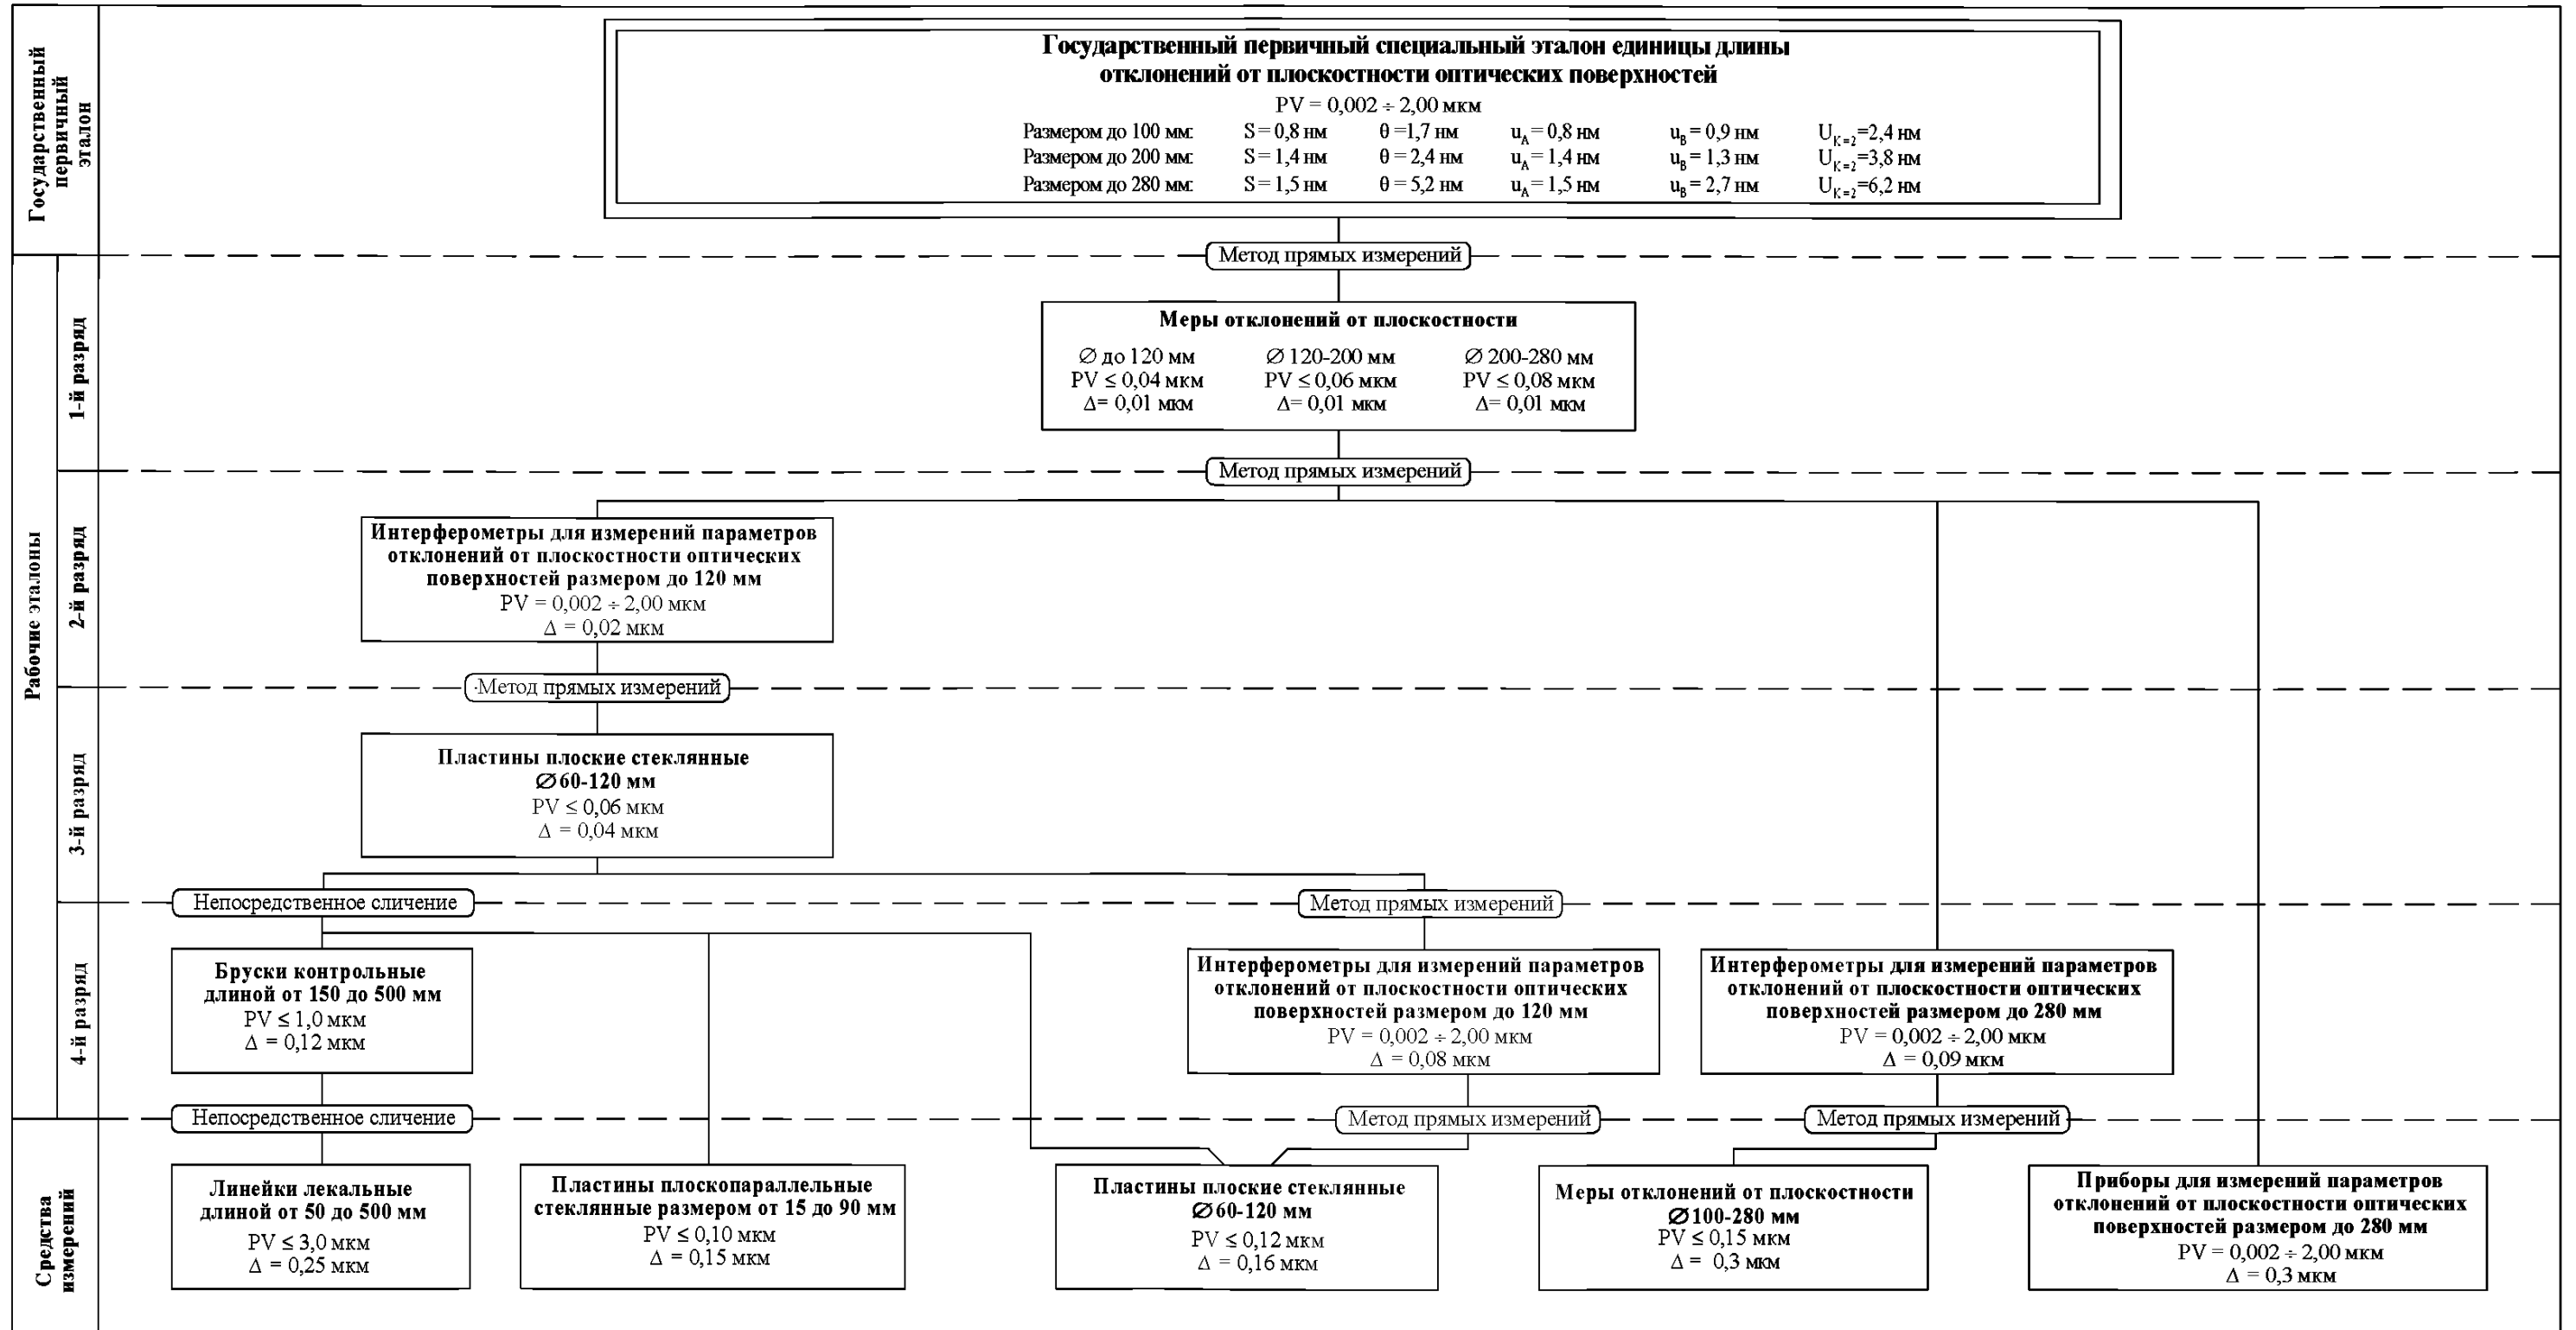 Государственный первичный эталон
Государственный первичный специальный эталон единицы длины
отклонений от плоскостности оптических поверхностей
PV = 0,002 ÷ 2,00 мкм
Размером до 100 мм: S = 0,8 нм θ =1,7 нм u_A = 0,8 нм u_B = 0,9 нм U_K=2 =2,4 нм
Размером до 200 мм: S = 1,4 нм θ = 2,4 нм u_A = 1,4 нм u_B = 1,3 нм U_K=2 =3,8 нм
Размером до 280 мм: S = 1,5 нм θ = 5,2 нм u_A = 1,5 нм u_B = 2,7 нм U_K=2 =6,2 нм
Метод прямых измерений
Рабочие эталоны
1-й разряд
Меры отклонений от плоскостности
∅ до 120 мм ∅ 120-200 мм ∅ 200-280 мм
PV ≤ 0,04 мкм PV ≤ 0,06 мкм PV ≤ 0,08 мкм
Δ= 0,01 мкм Δ= 0,01 мкм Δ= 0,01 мкм
Метод прямых измерений
2-й разряд
Интерферометры для измерений параметров
отклонений от плоскостности оптических
поверхностей размером до 120 мм
PV = 0,002 ÷ 2,00 мкм
Δ = 0,02 мкм
Метод прямых измерений
3-й разряд
Пластины плоские стеклянные
∅ 60-120 мм
PV ≤ 0,06 мкм
Δ = 0,04 мкм
Непосредственное сличение
Метод прямых измерений
4-й разряд
Бруски контрольные
длиной от 150 до 500 мм
PV ≤ 1,0 мкм
Δ = 0,12 мкм
Интерферометры для измерений параметров
отклонений от плоскостности оптических
поверхностей размером до 120 мм
PV = 0,002 ÷ 2,00 мкм
Δ = 0,08 мкм
Интерферометры для измерений параметров
отклонений от плоскостности оптических
поверхностей размером до 280 мм
PV = 0,002 ÷ 2,00 мкм
Δ = 0,09 мкм
Непосредственное сличение
Метод прямых измерений
Метод прямых измерений
Средства измерений
Линейки лекальные
длиной от 50 до 500 мм
PV ≤ 3,0 мкм
Δ = 0,25 мкм
Пластины плоскопараллельные
стеклянные размером от 15 до 90 мм
PV ≤ 0,10 мкм
Δ = 0,15 мкм
Пластины плоские стеклянные
∅ 60-120 мм
PV ≤ 0,12 мкм
Δ = 0,16 мкм
Меры отклонений от плоскостности
∅ 100-280 мм
PV ≤ 0,15 мкм
Δ = 0,3 мкм
Приборы для измерений параметров
отклонений от плоскостности оптических
поверхностей размером до 280 мм
PV = 0,002 ÷ 2,00 мкм
Δ = 0,3 мкм